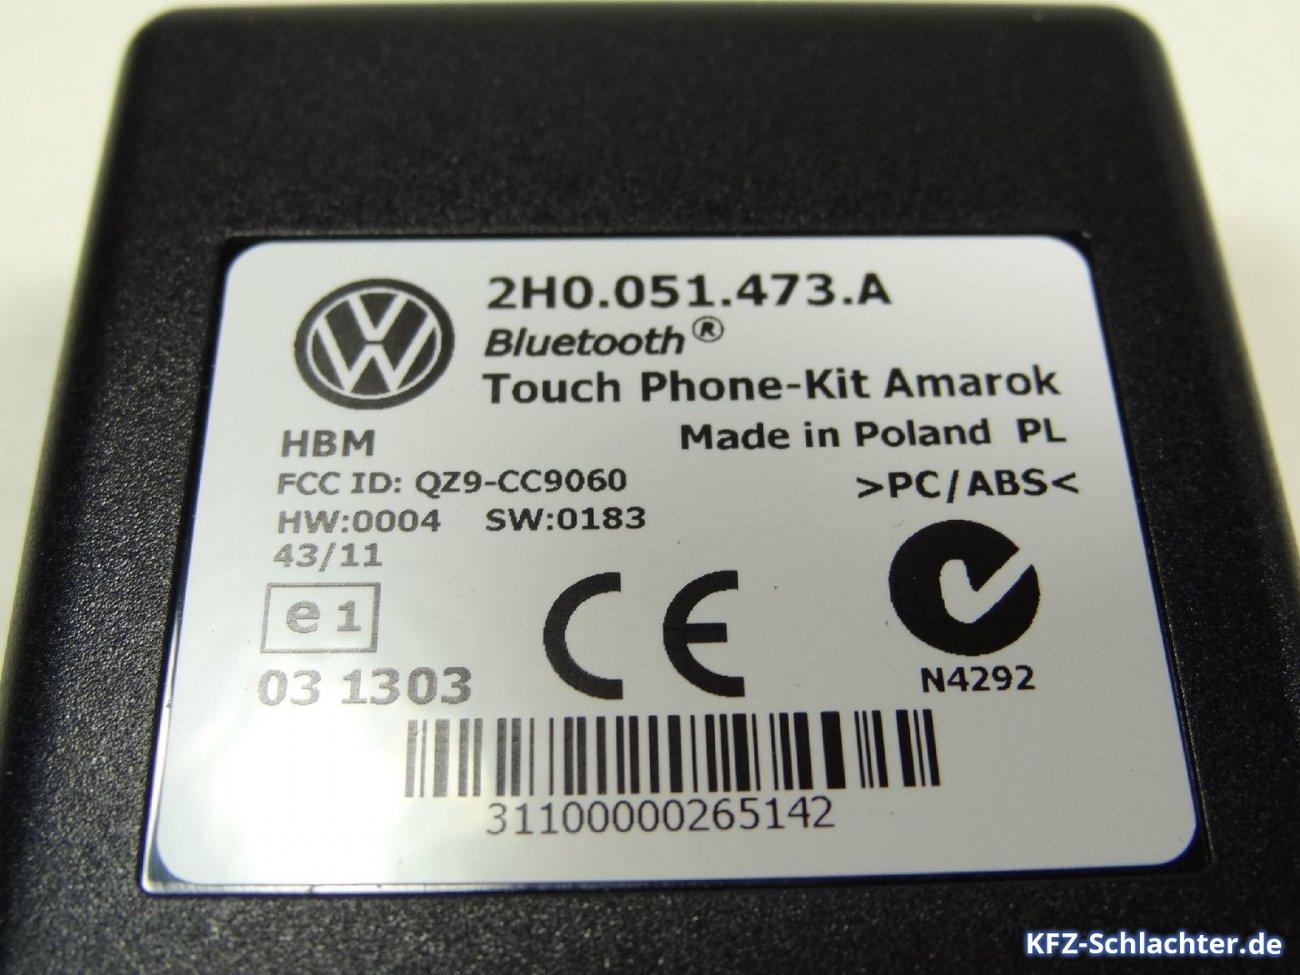 2H0.051.473.A
Bluetooth®
Touch Phone-Kit Amarok
HBM
Made in Poland PL
FCC ID: QZ9-CC9060
>PC/ABS<
HW:0004 SW:0183
43/11
e1
CE
03 1303
N4292
31100000265142
KFZ-Schlachter.de